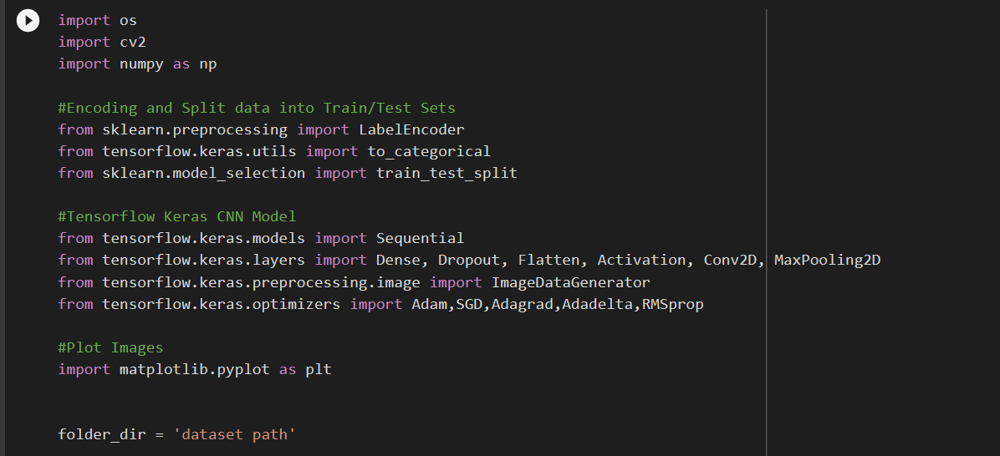 import os
import cv2
import numpy as np
#Encoding and Split data into Train/Test Sets
from sklearn.preprocessing import LabelEncoder
from tensorflow.keras.utils import to_categorical
from sklearn.model_selection import train_test_split
#Tensorflow Keras CNN Model
from tensorflow.keras.models import Sequential
from tensorflow.keras.layers import Dense, Dropout, Flatten, Activation, Conv2D, MaxPooling2D
from tensorflow.keras.preprocessing.image import ImageDataGenerator
from tensorflow.keras.optimizers import Adam,SGD,Adagrad,Adadelta,RMSprop
#Plot Images
import matplotlib.pyplot as plt
folder_dir = 'dataset path'